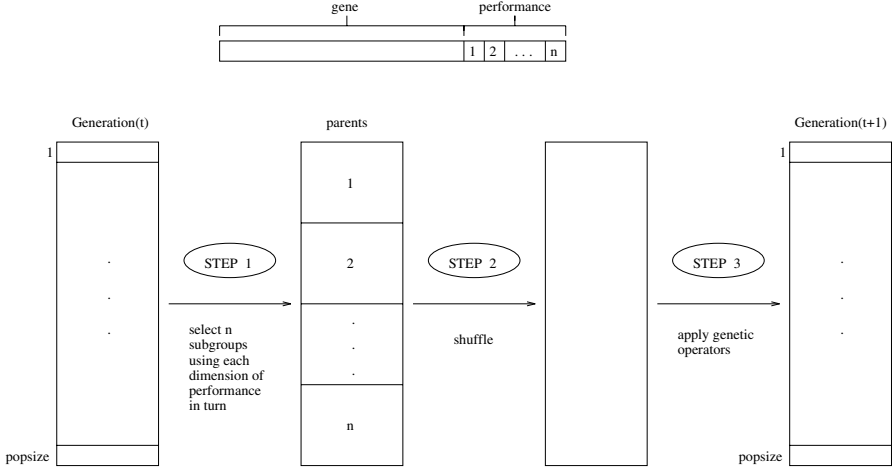 gene performance
1 2 . . . n
Generation(t) parents Generation(t+1)
1 1
1
STEP 1 2 STEP 2 STEP 3
select n
subgroups
using each
dimension of
performance
in turn
shuffle
apply genetic
operators
n
popsize popsize